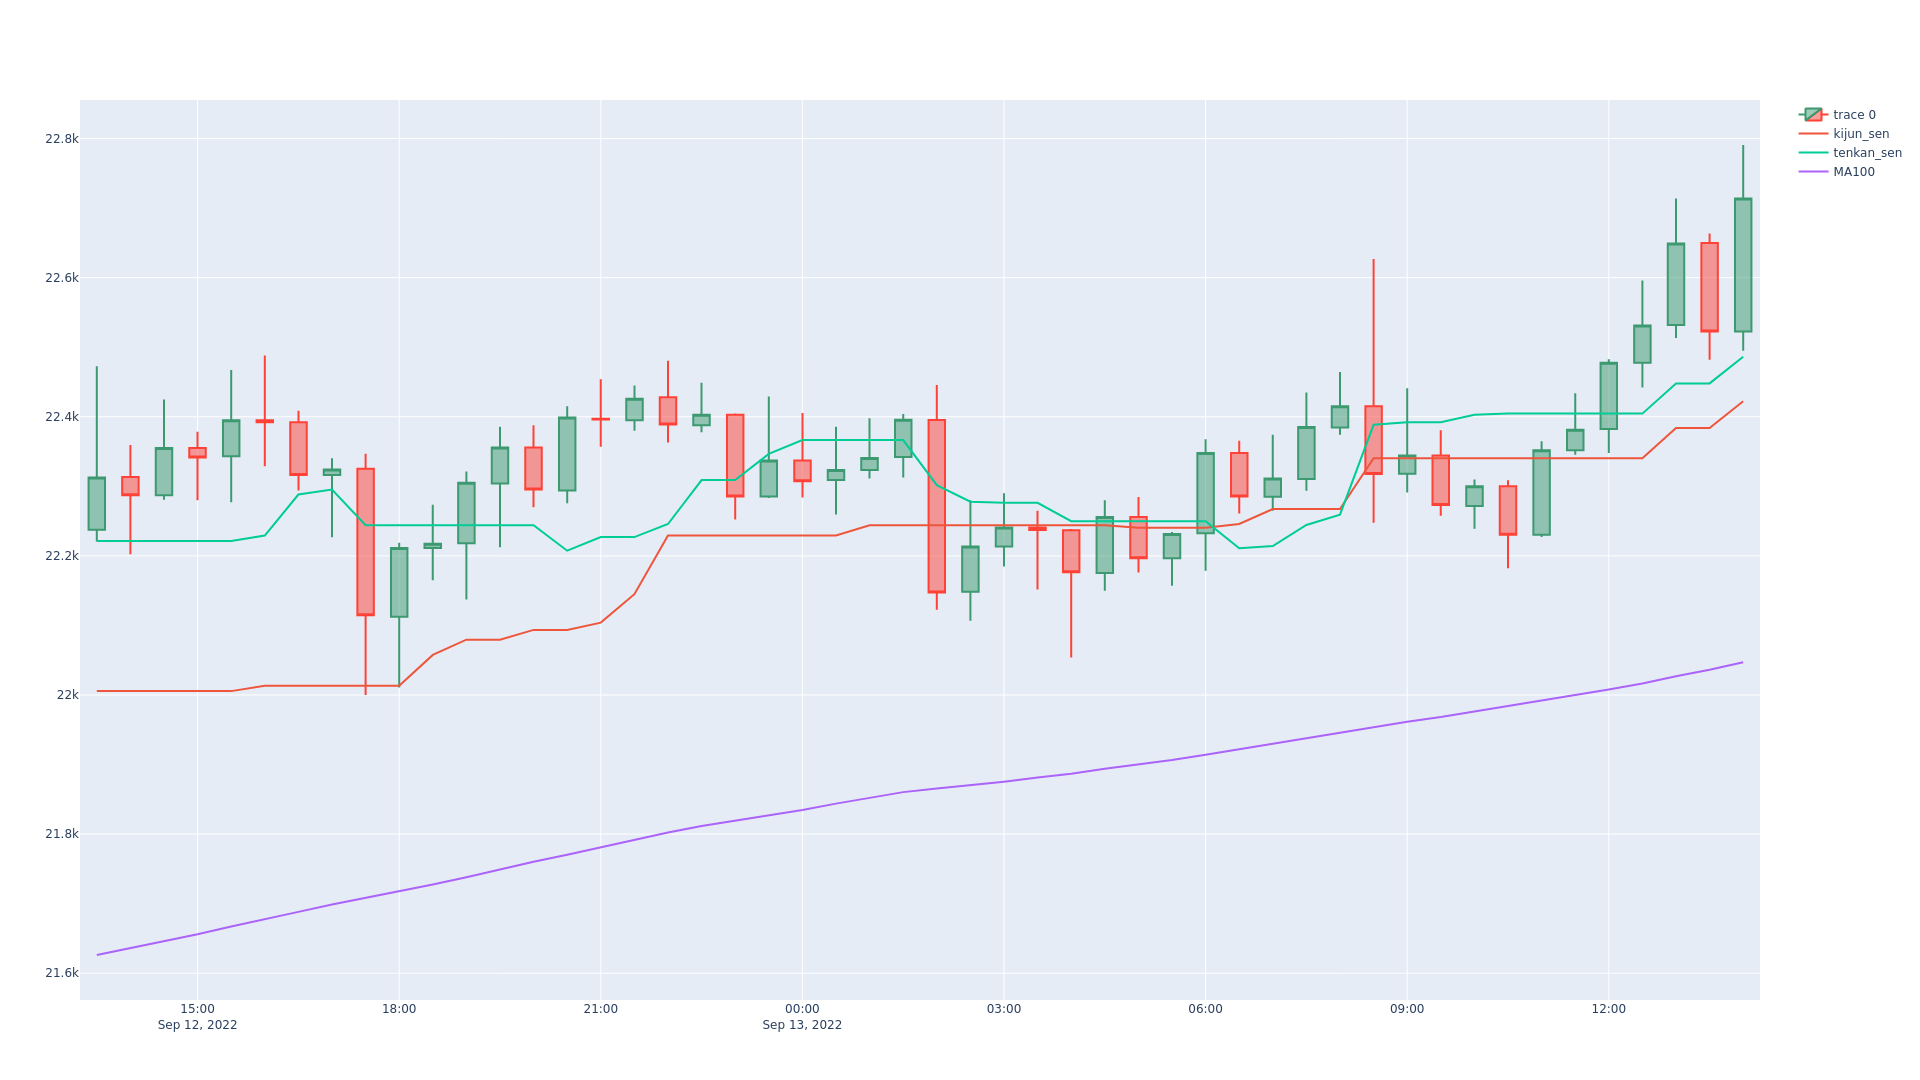 22.8k
22.6k
22.4k
22.2k
22k
21.8k
21.6k
15:00 18:00 21:00 00:00 03:00 06:00 09:00 12:00
Sep 12, 2022 Sep 13, 2022
trace 0
kijun_sen
tenkan_sen
MA100